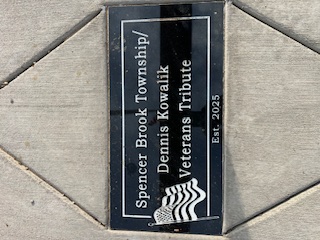 Spencer Brook Township/
Dennis Kowalik
Veterans Tribute
Est. 2025